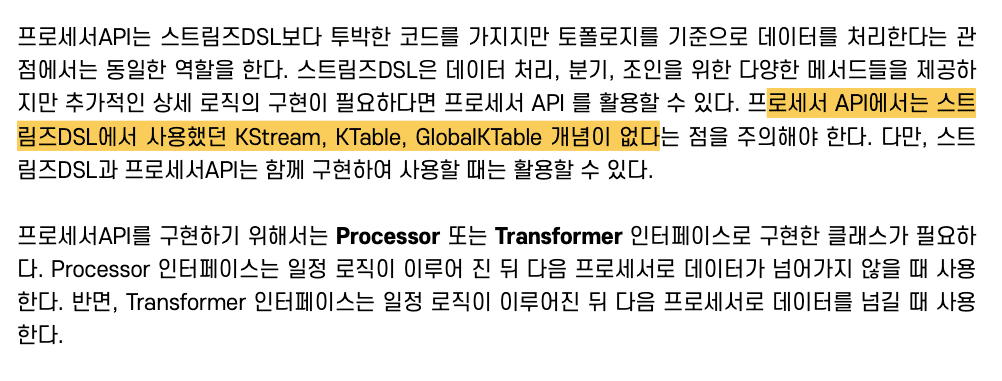 프로세서API는 스트림즈DSL보다 투박한 코드를 가지지만 토폴로지를 기준으로 데이터를 처리한다는 관
점에서는 동일한 역할을 한다. 스트림즈DSL은 데이터 처리, 분기, 조인을 위한 다양한 메서드들을 제공하
지만 추가적인 상세 로직의 구현이 필요하다면 프로세서 API 를 활용할 수 있다. 프로세서 API에서는 스트
림즈DSL에서 사용했던 KStream, KTable, GlobalKTable 개념이 없다는 점을 주의해야 한다. 다만, 스트
림즈DSL과 프로세서API는 함께 구현하여 사용할 때는 활용할 수 있다.
프로세서API를 구현하기 위해서는 Processor 또는 Transformer 인터페이스로 구현한 클래스가 필요하
다. Processor 인터페이스는 일정 로직이 이루어 진 뒤 다음 프로세서로 데이터가 넘어가지 않을 때 사용
한다. 반면, Transformer 인터페이스는 일정 로직이 이루어진 뒤 다음 프로세서로 데이터를 넘길 때 사용
한다.